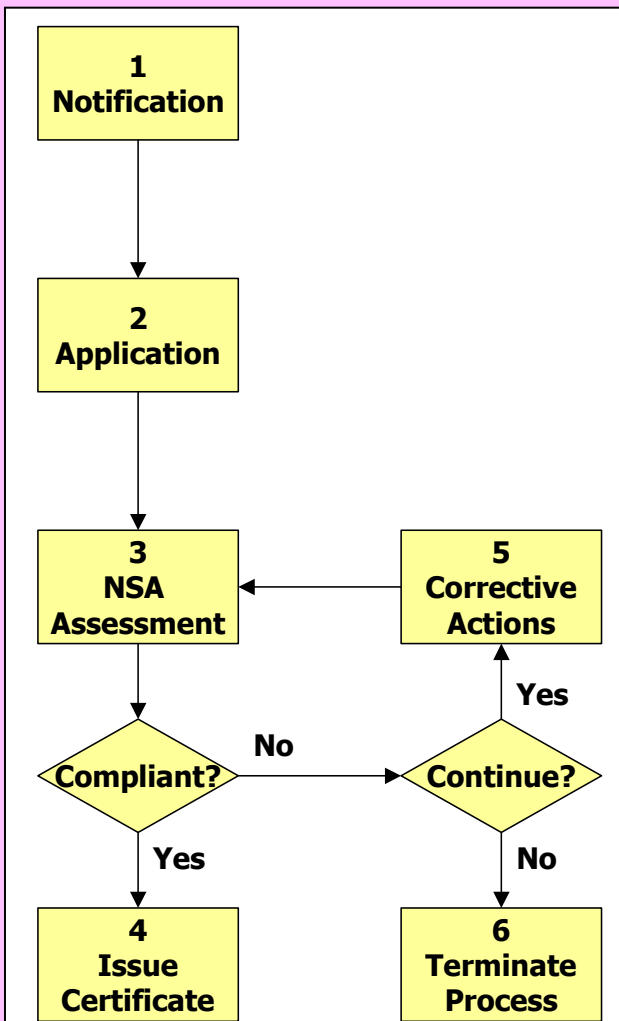 1
Notification
2
Application
3
NSA
Assessment
5
Corrective
Actions
Yes
No
Compliant?
Continue?
Yes
No
4
Issue
Certificate
6
Terminate
Process